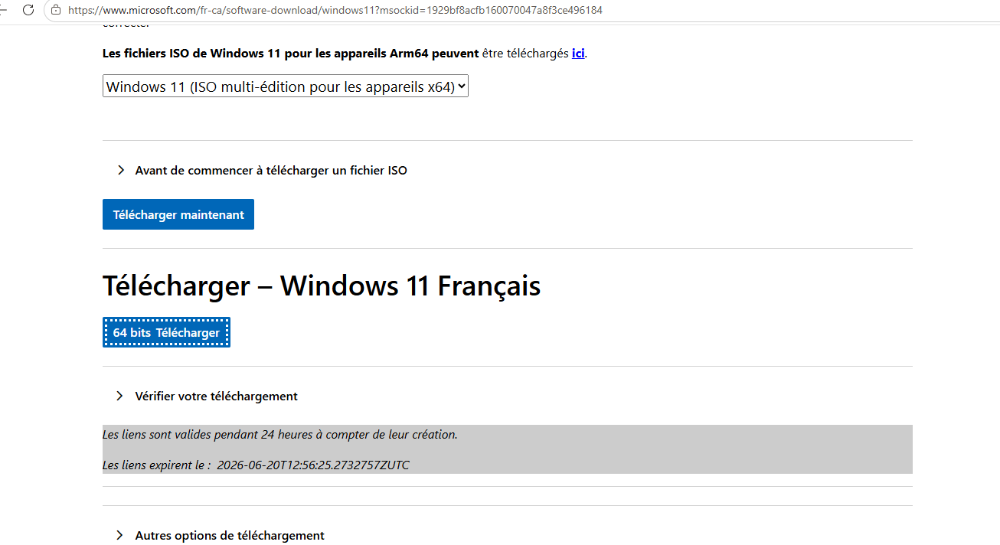 https://www.microsoft.com/fr-ca/software-download/windows11?msockid=1929bf8acfb160070047a8f3ce496184
correcte.
Les fichiers ISO de Windows 11 pour les appareils Arm64 peuvent être téléchargés ici.
Windows 11 (ISO multi-édition pour les appareils x64)
Avant de commencer à télécharger un fichier ISO
Télécharger maintenant
Télécharger – Windows 11 Français
64 bits Télécharger
Vérifier votre téléchargement
Les liens sont valides pendant 24 heures à compter de leur création.
Les liens expirent le : 2026-06-20T12:56:25.2732757ZUTC
Autres options de téléchargement